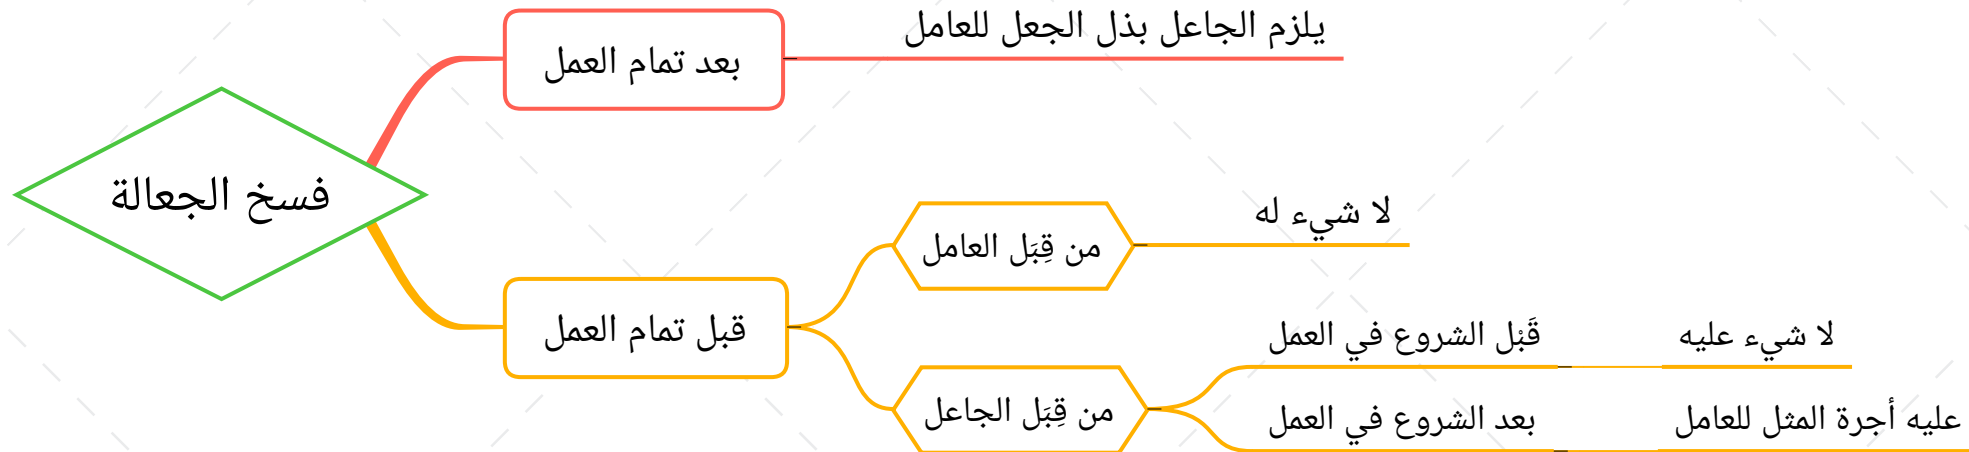 فسخ الجعالة
بعد تمام العمل
يلزم الجاعل بذل الجعل للعامل
قبل تمام العمل
من قِبَل العامل
لا شيء له
من قِبَل الجاعل
قَبْل الشروع في العمل
لا شيء عليه
بعد الشروع في العمل
عليه أجرة المثل للعامل